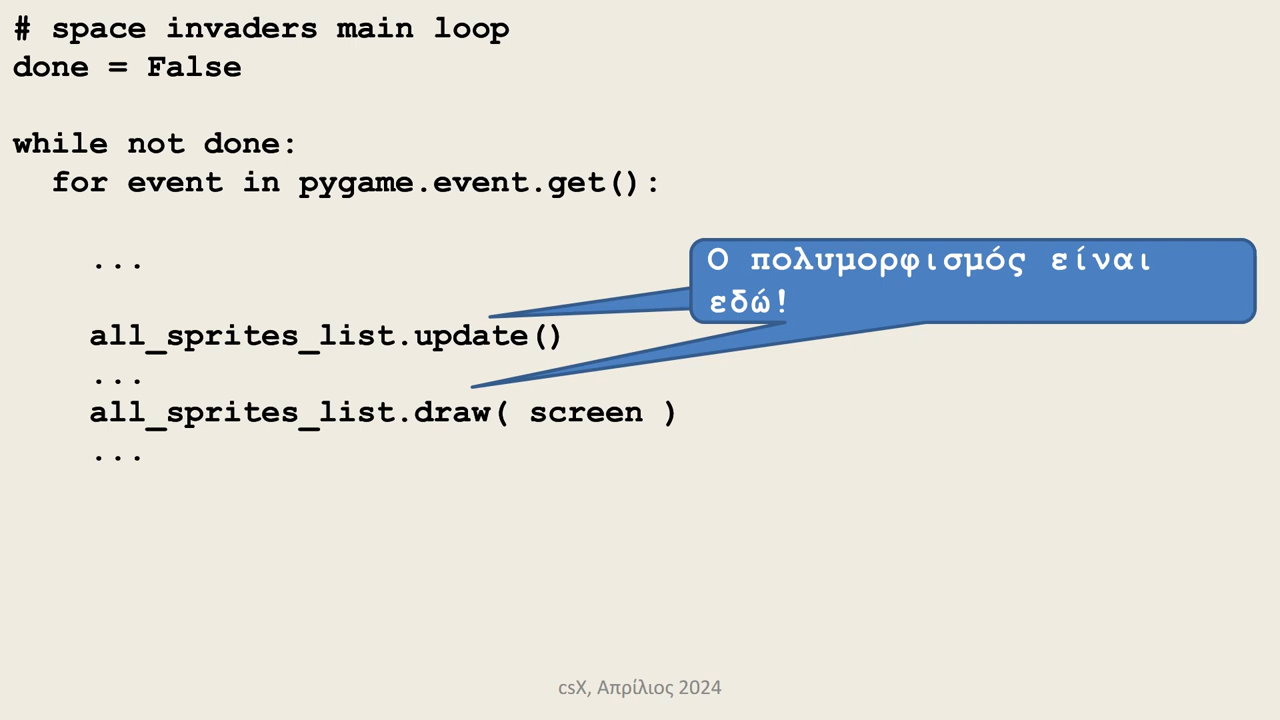 # space invaders main loop
done = False
while not done:
for event in pygame.event.get():
...
Ο πολυμορφισμός είναι
εδώ!
all_sprites_list.update()
...
all_sprites_list.draw( screen )
...
csX, Απρίλιος 2024